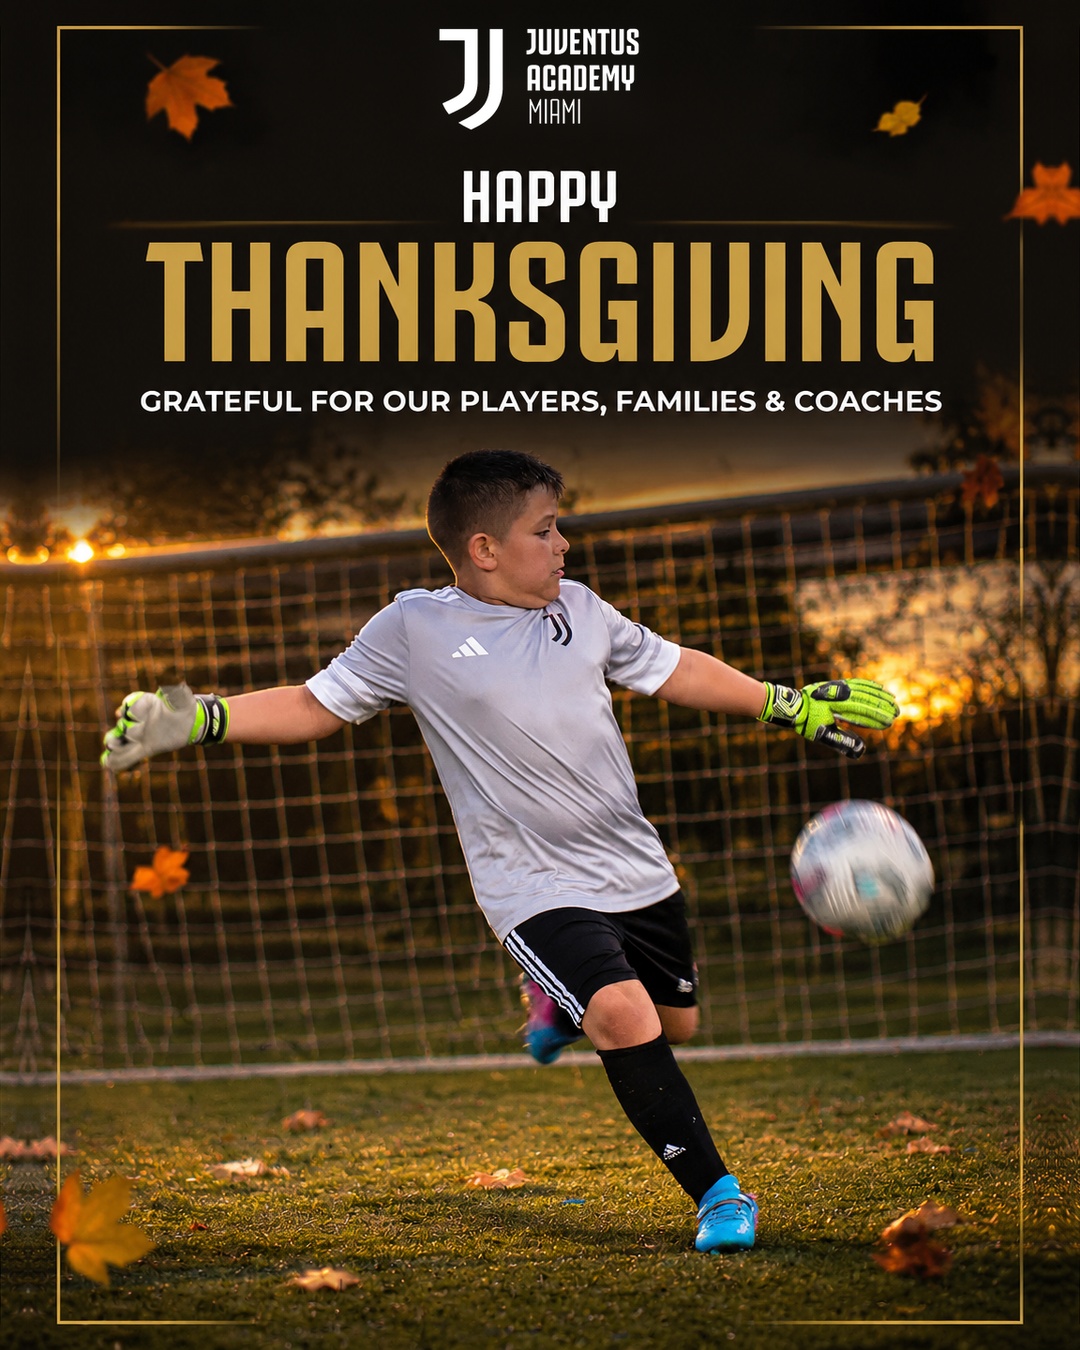 JUVENTUS
ACADEMY
MIAMI
HAPPY
THANKSGIVING
GRATEFUL FOR OUR PLAYERS, FAMILIES & COACHES